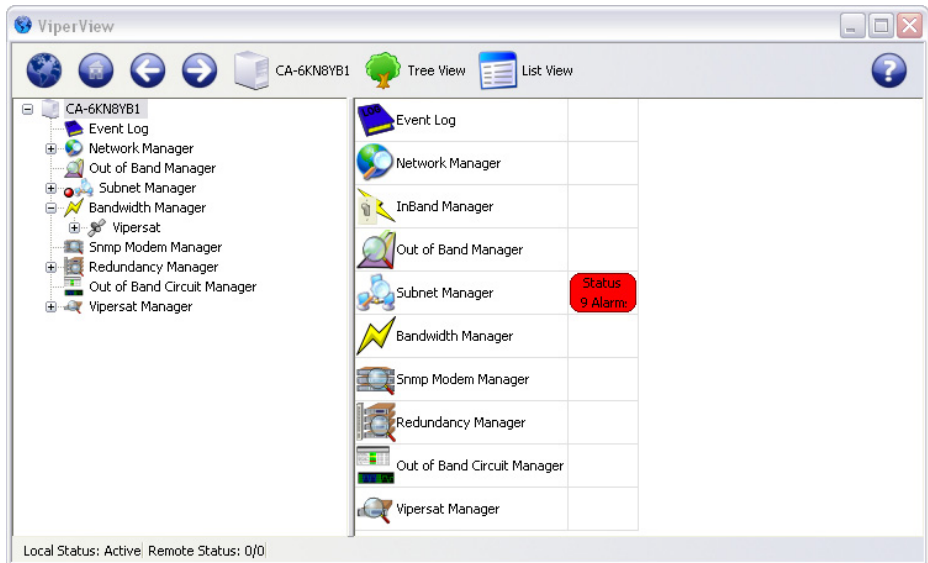 ViperView
CA-6KN8YB1 Tree View List View
CA-6KN8YB1
Event Log
Network Manager
Out of Band Manager
Subnet Manager
Bandwidth Manager
Vipersat
Snmp Modem Manager
Redundancy Manager
Out of Band Circuit Manager
Vipersat Manager
LOG
Event Log
Network Manager
InBand Manager
Out of Band Manager
Subnet Manager
Status
9 Alarm:
Bandwidth Manager
Snmp Modem Manager
Redundancy Manager
Out of Band Circuit Manager
Vipersat Manager
Local Status: Active Remote Status: 0/0